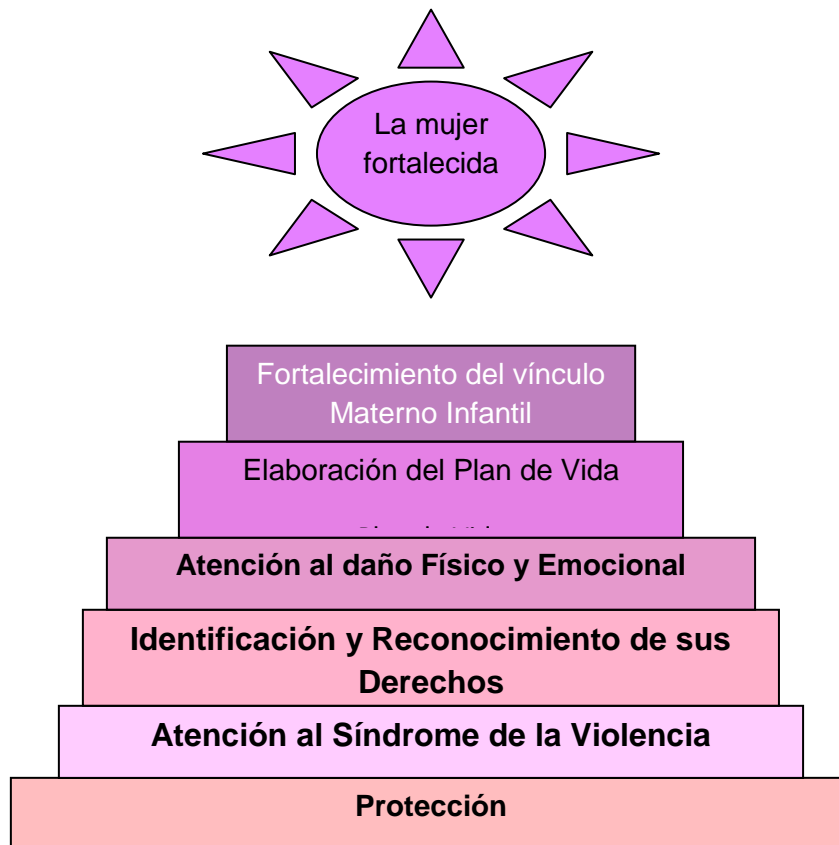 La mujer
fortalecida
Fortalecimiento del vínculo
Materno Infantil
Elaboración del Plan de Vida
Atención al daño Físico y Emocional
Identificación y Reconocimiento de sus
Derechos
Atención al Síndrome de la Violencia
Protección